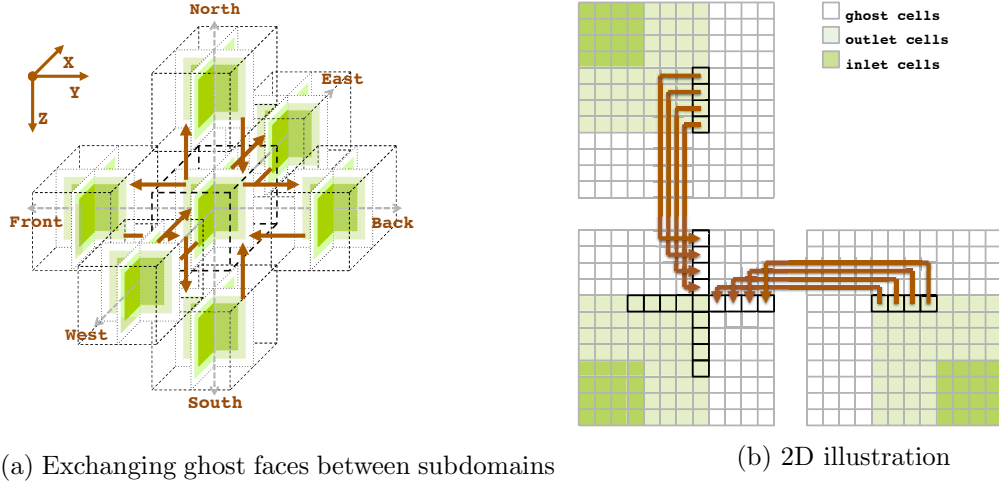 North
ghost cells
outlet cells
X
East
inlet cells
Y
Z
Front
Back
West
South
(a) Exchanging ghost faces between subdomains
(b) 2D illustration